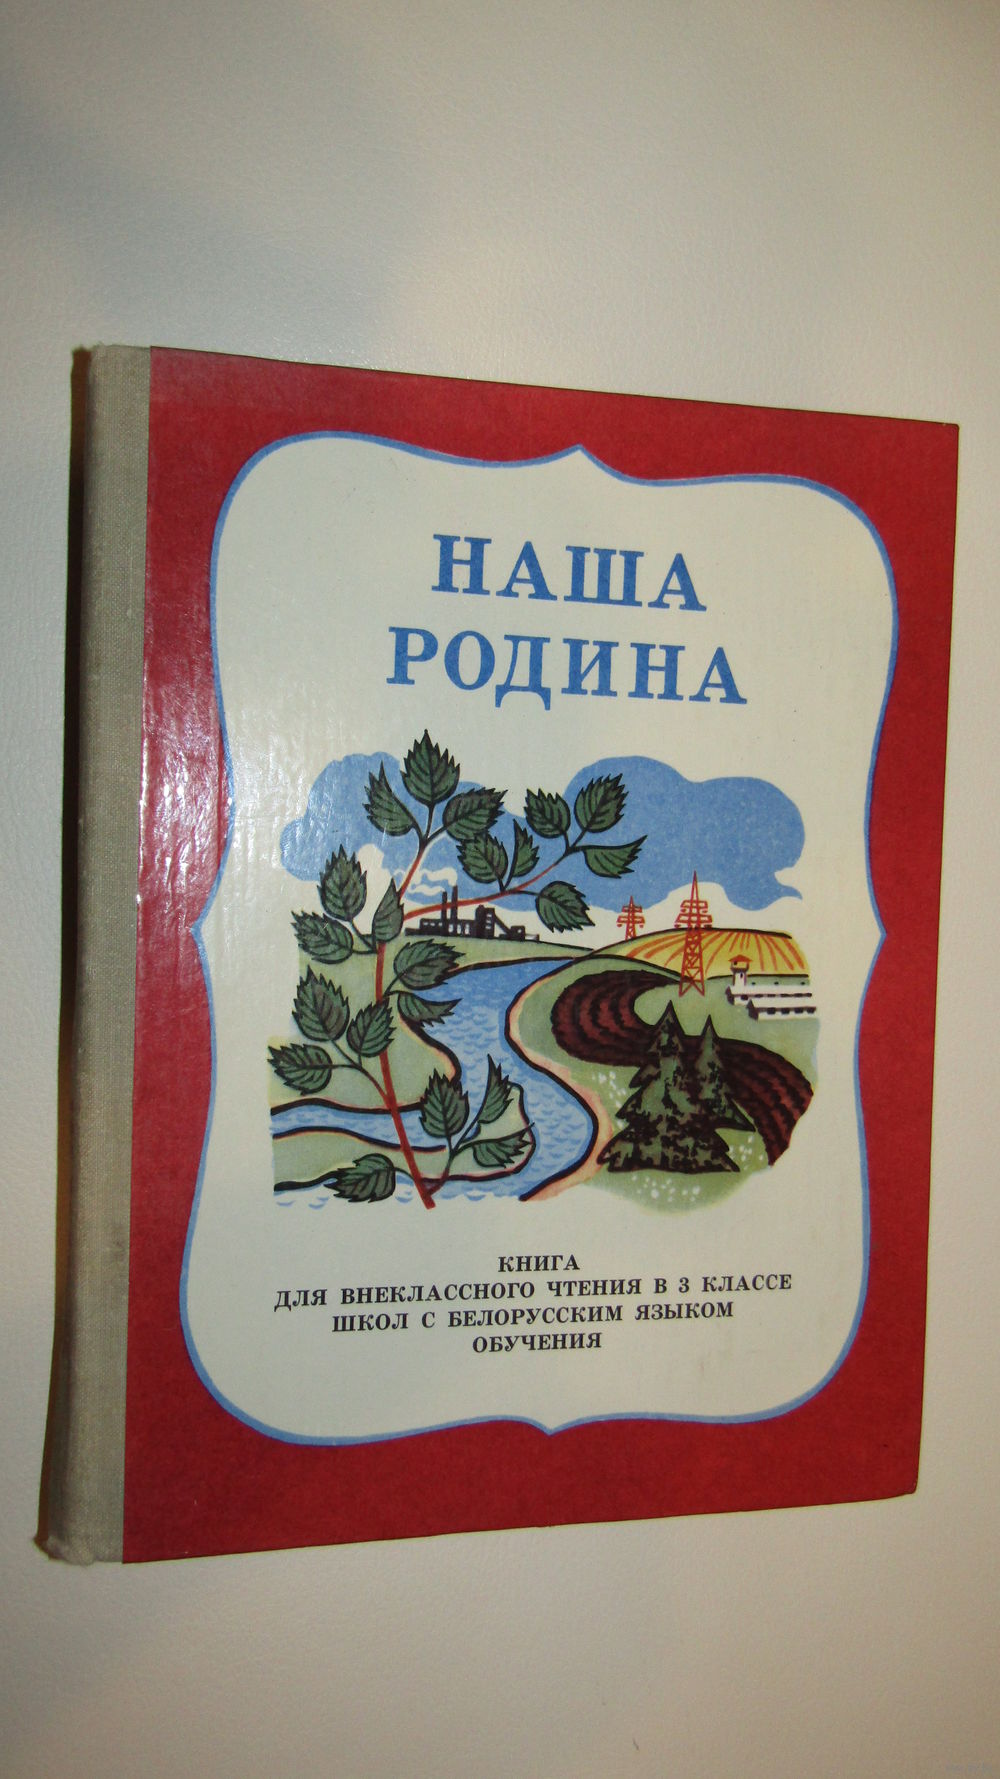 НАША
РОДИНА
КНИГА
ДЛЯ ВНЕКЛАССНОГО ЧТЕНИЯ В 3 КЛАССЕ
ШКОЛ С БЕЛОРУССКИМ ЯЗЫКОМ
ОБУЧЕНИЯ